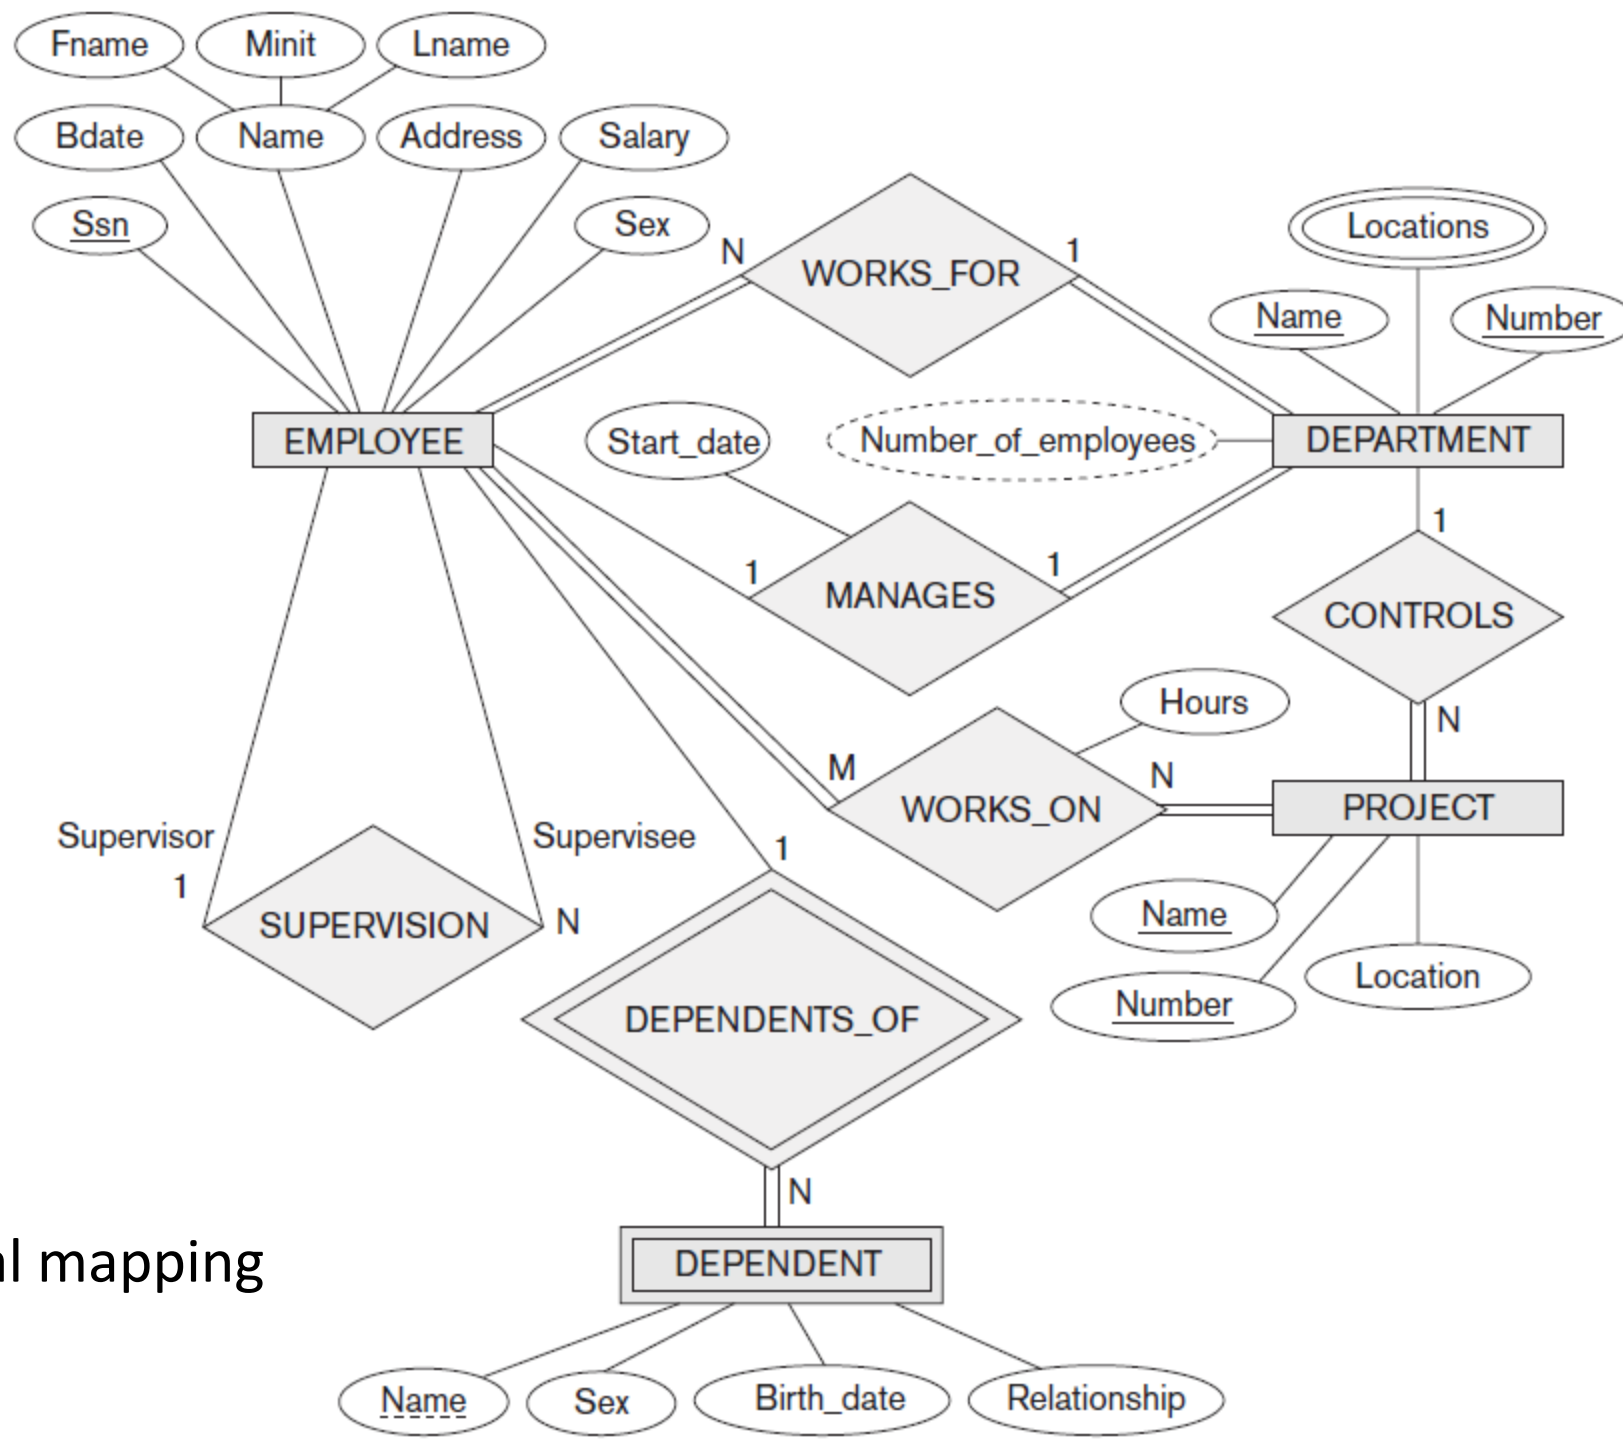 Fname Minit Lname
Bdate Name Address Salary
Ssn Sex
N WORKS_FOR 1
Locations
Name Number
EMPLOYEE Start_date Number_of_employees DEPARTMENT
1
1 MANAGES 1
CONTROLS
Hours
N
M WORKS_ON N PROJECT
Supervisor Supervisee
1
1 SUPERVISION N
Name
Location
Number
DEPENDENTS_OF
N
DEPENDENT
mapping
Name Sex Birth_date Relationship